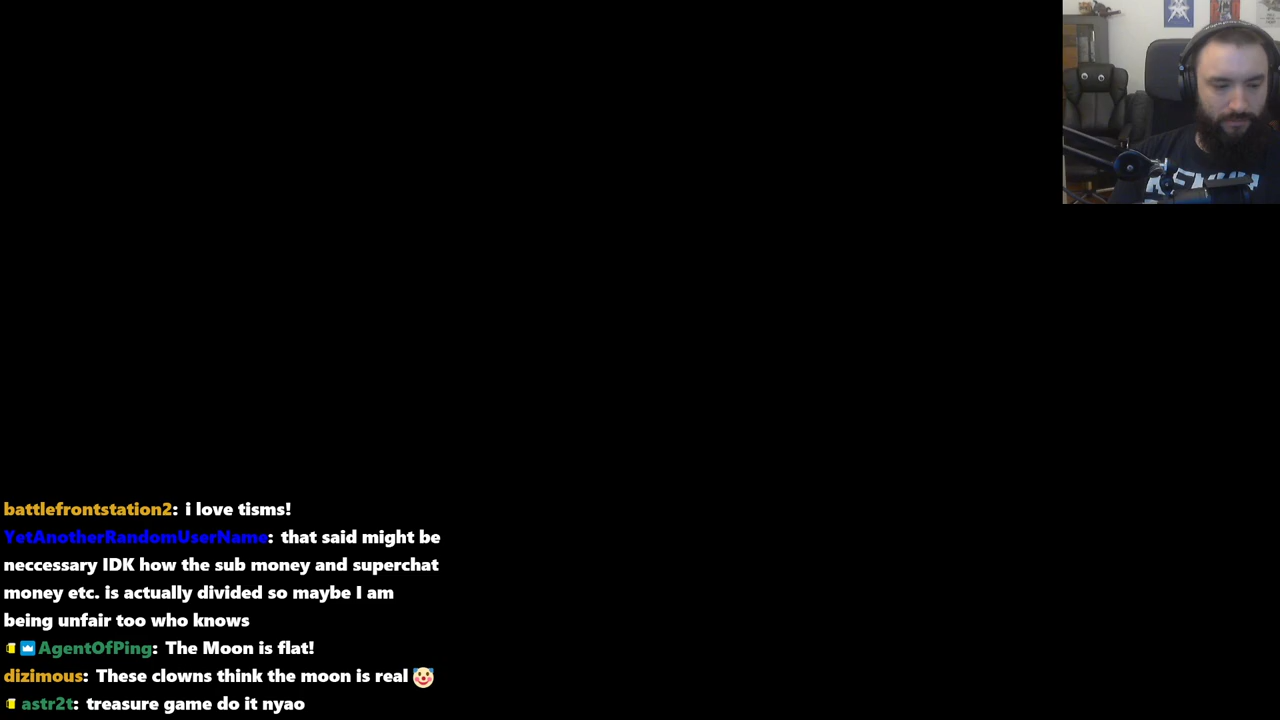 battlefrontstation2: i love tisms!
YetAnotherRandomUserName: that said might be
neccessary IDK how the sub money and superchat
money etc. is actually divided so maybe I am
being unfair too who knows
AgentOfPing: The Moon is flat!
dizimous: These clowns think the moon is real 🤡
astr2t: treasure game do it nyao